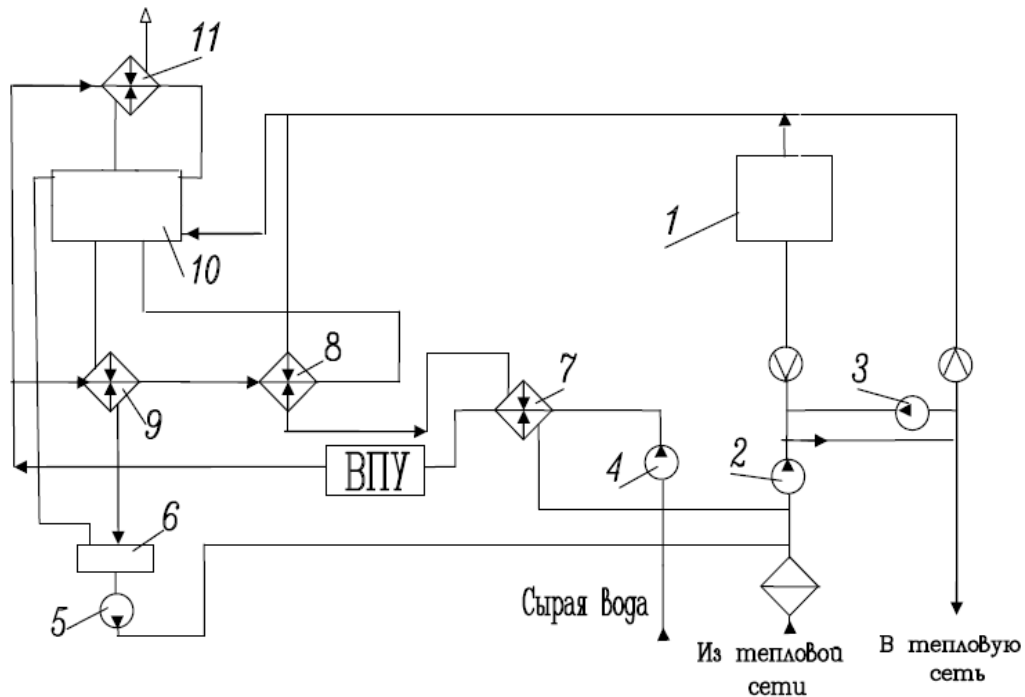 11
1
10
8
7
3
9
ВПУ
4
2
6
5
Сырая вода
Из тепловой
сети
В тепловую
сеть